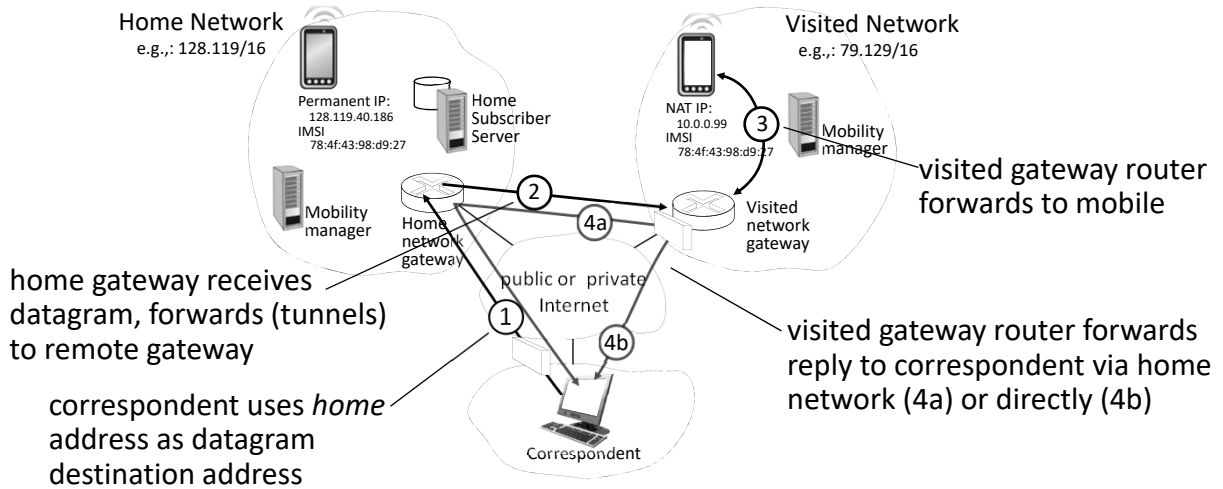 Home Network
e.g.,: 128.119/16
Visited Network
e.g.,: 79.129/16
Permanent IP:
128.119.40.186
IMSI
78:4f:43:98:d9:27
Home
Subscriber
Server
NAT IP:
10.0.0.99
IMSI
78:4f:43:98:d9:27
3
Mobility
manager
visited gateway router
forwards to mobile
2
4a
Mobility
manager
Home
network
gateway
Visited
network
gateway
public or private
Internet
home gateway receives
datagram, forwards (tunnels)
to remote gateway
1
4b
visited gateway router forwards
reply to correspondent via home
network (4a) or directly (4b)
correspondent uses home
address as datagram
destination address
Correspondent